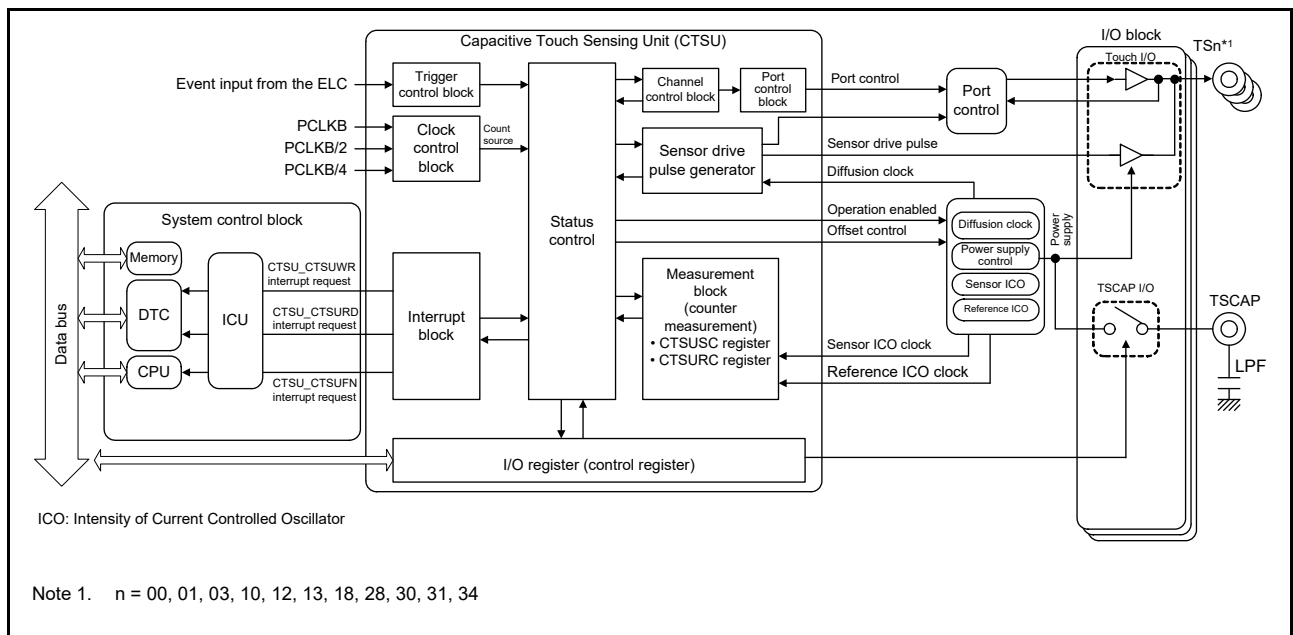 Capacitive Touch Sensing Unit (CTSU)
I/O block
TSn*1
Touch I/O
Event input from the ELC
Trigger
control block
Channel
control block
Port
control
block
Port control
Port
control
PCLKB
PCLKB/2
PCLKB/4
Clock
control
block
Count
source
Sensor drive
pulse generator
Sensor drive pulse
Diffusion clock
System control block
Status
control
Operation enabled
Offset control
Diffusion clock
Power supply
control
Sensor ICO
Reference ICO
Power
supply
Data bus
Memory
DTC
CPU
ICU
CTSU_CTSUWR
interrupt request
CTSU_CTSURD
interrupt request
CTSU_CTSUFN
interrupt request
Interrupt
block
Measurement
block
(counter
measurement)
• CTSUSC register
• CTSURC register
Sensor ICO clock
Reference ICO clock
TSCAP I/O
TSCAP
LPF
I/O register (control register)
ICO: Intensity of Current Controlled Oscillator
Note 1. n = 00, 01, 03, 10, 12, 13, 18, 28, 30, 31, 34